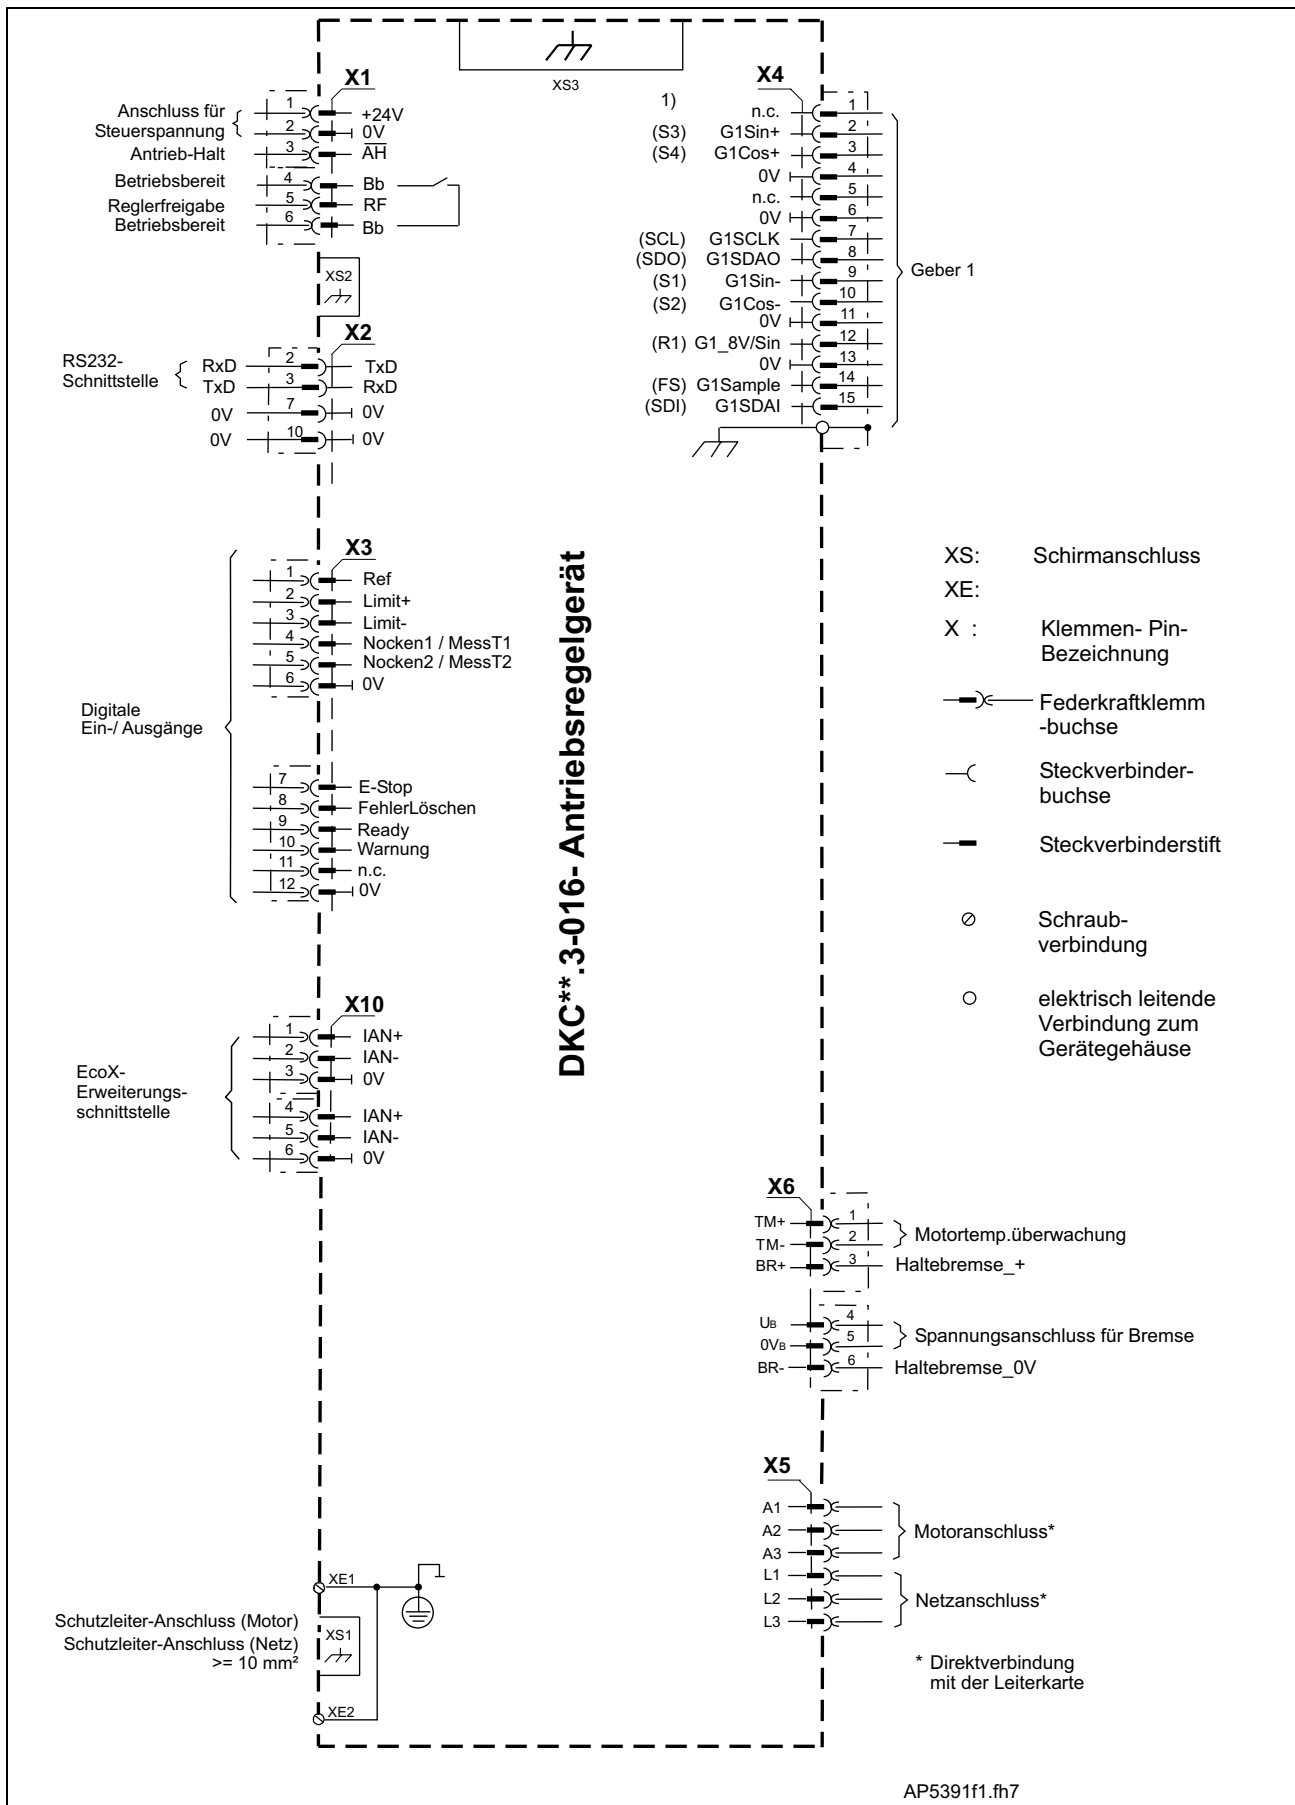 XS3
X1
Anschluss für
Steuerspannung
1 +24V
2 0V
Antrieb-Halt 3 AH
Betriebsbereit 4 Bb
Reglerfreigabe 5 RF
Betriebsbereit 6 Bb
XS2
X2
RS232-
Schnittstelle
RxD 2 TxD
TxD 3 RxD
0V 7 0V
0V 10 0V
X3
Digitale
Ein-/ Ausgänge
1 Ref
2 Limit+
3 Limit-
4 Nocken1 / MessT1
5 Nocken2 / MessT2
6 0V
7 E-Stop
8 FehlerLöschen
9 Ready
10 Warnung
11 n.c.
12 0V
X10
EcoX-
Erweiterungs-
schnittstelle
1 IAN+
2 IAN-
3 0V
4 IAN+
5 IAN-
6 0V
XE1
Schutzleiter-Anschluss (Motor)
Schutzleiter-Anschluss (Netz)
>= 10 mm²
XS1
XE2
DKC**.3-016- Antriebsregelgerät
X4
1)
n.c. 1
(S3) G1Sin+ 2
(S4) G1Cos+ 3
0V 4
n.c. 5
0V 6
(SCL) G1SCLK 7
(SDO) G1SDAO 8
(S1) G1Sin- 9
(S2) G1Cos- 10
0V 11
(R1) G1_8V/Sin 12
0V 13
(FS) G1Sample 14
(SDI) G1SDAI 15
Geber 1
XS: Schirmanschluss
XE:
X : Klemmen- Pin-
Bezeichnung
Federkraftklemm
-buchse
Steckverbinder-
buchse
Steckverbinderstift
Schraub-
verbindung
elektrisch leitende
Verbindung zum
Gerätegehäuse
X6
TM+ 1
TM- 2
Motortemp.überwachung
BR+ 3 Haltebremse_+
UB 4
0VB 5
Spannungsanschluss für Bremse
BR- 6 Haltebremse_0V
X5
A1
A2
A3
Motoranschluss*
L1
L2
L3
Netzanschluss*
* Direktverbindung
mit der Leiterkarte
AP5391f1.fh7